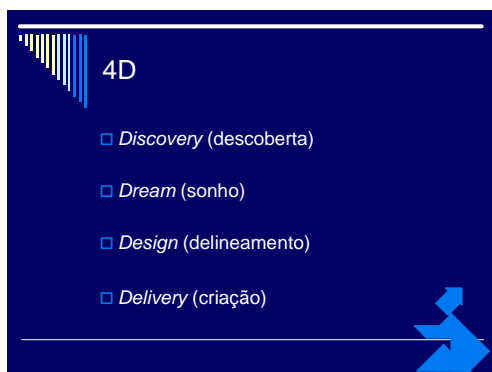 4D
Discovery (descoberta)
Dream (sonho)
Design (delineamento)
Delivery (criação)